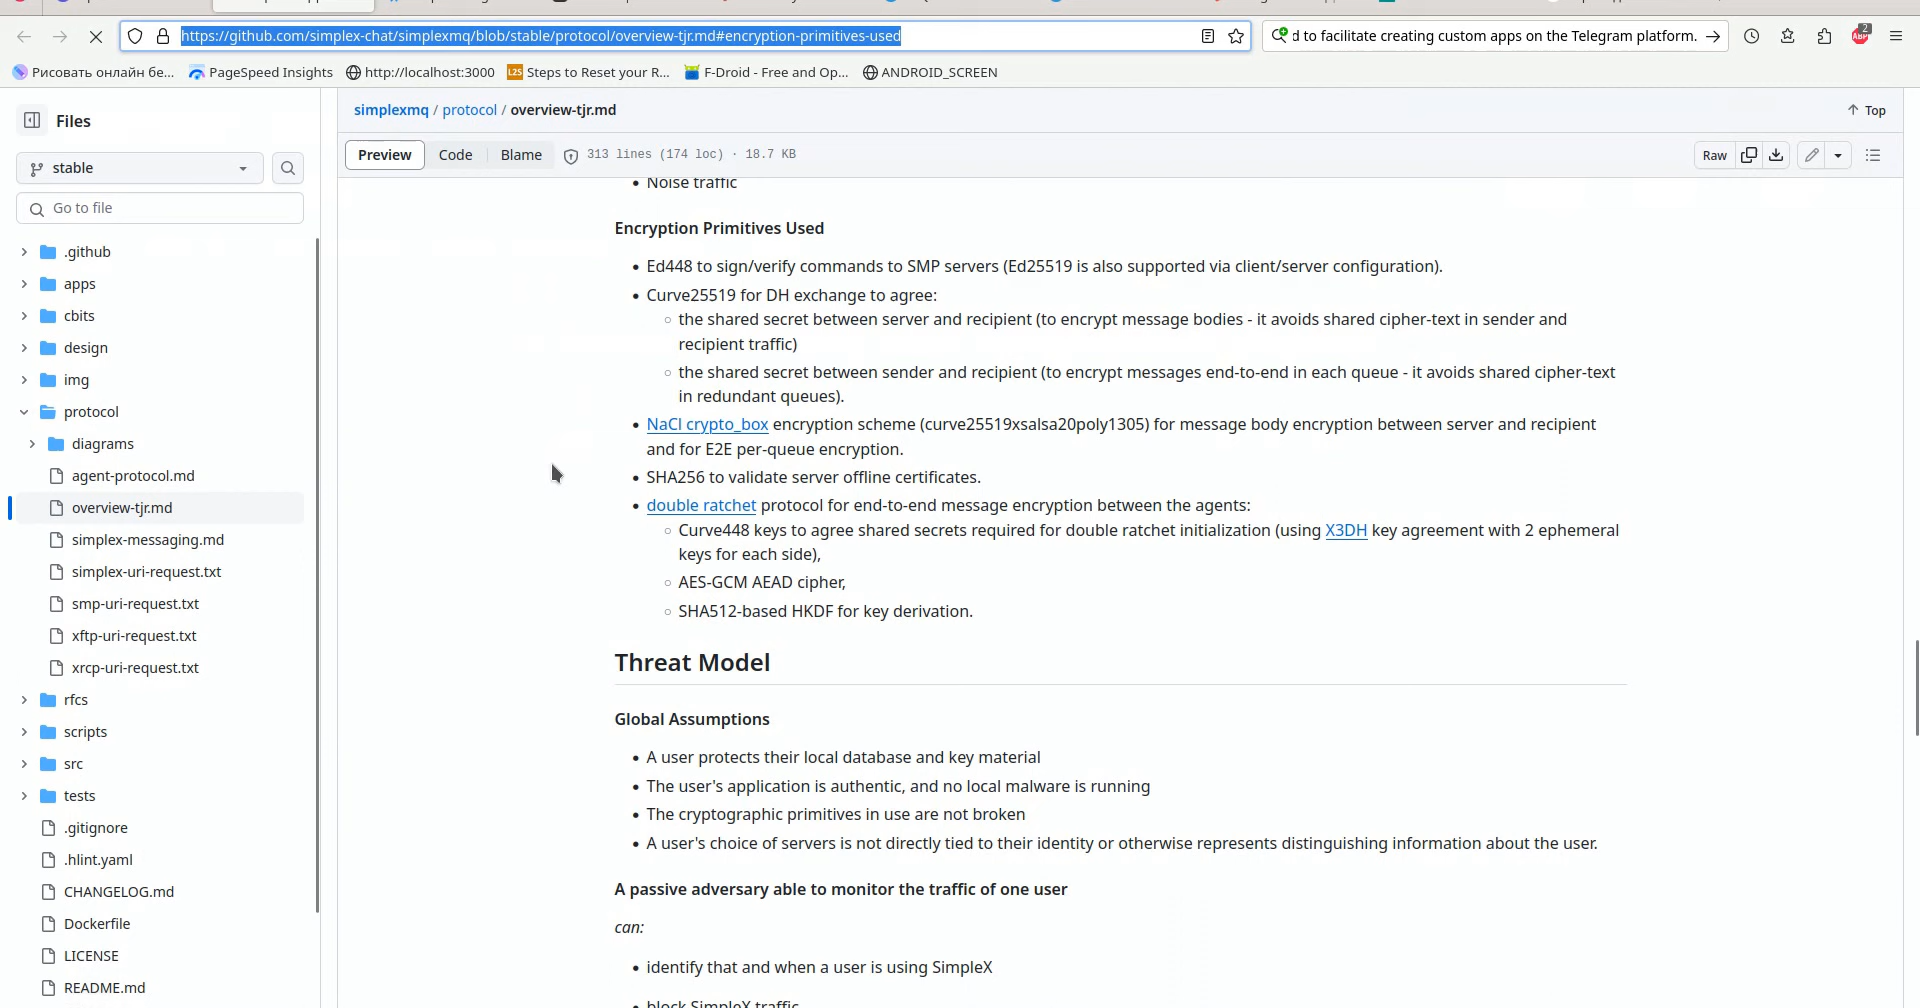 https://github.com/simplex-chat/simplexmq/blob/stable/protocol/overview-tjr.md#encryption-primitives-used
d to facilitate creating custom apps on the Telegram platform.
2
ABP
Рисовать онлайн бе...
PageSpeed Insights
http://localhost:3000
Steps to Reset your R...
F-Droid - Free and Op...
ANDROID_SCREEN
Files
simplexmq / protocol / overview-tjr.md
Top
stable
Preview
Code
Blame
313 lines (174 loc) · 18.7 KB
Raw
Go to file
.github
apps
cbits
design
img
protocol
diagrams
agent-protocol.md
overview-tjr.md
simplex-messaging.md
simplex-uri-request.txt
smp-uri-request.txt
xftp-uri-request.txt
xrcp-uri-request.txt
rfcs
scripts
src
tests
.gitignore
.hlint.yaml
CHANGELOG.md
Dockerfile
LICENSE
README.md
• Noise traffic
Encryption Primitives Used
• Ed448 to sign/verify commands to SMP servers (Ed25519 is also supported via client/server configuration).
• Curve25519 for DH exchange to agree:
○ the shared secret between server and recipient (to encrypt message bodies - it avoids shared cipher-text in sender and
recipient traffic)
○ the shared secret between sender and recipient (to encrypt messages end-to-end in each queue - it avoids shared cipher-text
in redundant queues).
• NaCl crypto_box encryption scheme (curve25519xsalsa20poly1305) for message body encryption between server and recipient
and for E2E per-queue encryption.
• SHA256 to validate server offline certificates.
• double ratchet protocol for end-to-end message encryption between the agents:
○ Curve448 keys to agree shared secrets required for double ratchet initialization (using X3DH key agreement with 2 ephemeral
keys for each side),
○ AES-GCM AEAD cipher,
○ SHA512-based HKDF for key derivation.
Threat Model
Global Assumptions
• A user protects their local database and key material
• The user's application is authentic, and no local malware is running
• The cryptographic primitives in use are not broken
• A user's choice of servers is not directly tied to their identity or otherwise represents distinguishing information about the user.
A passive adversary able to monitor the traffic of one user
can:
• identify that and when a user is using SimpleX
• block SimpleX traffic